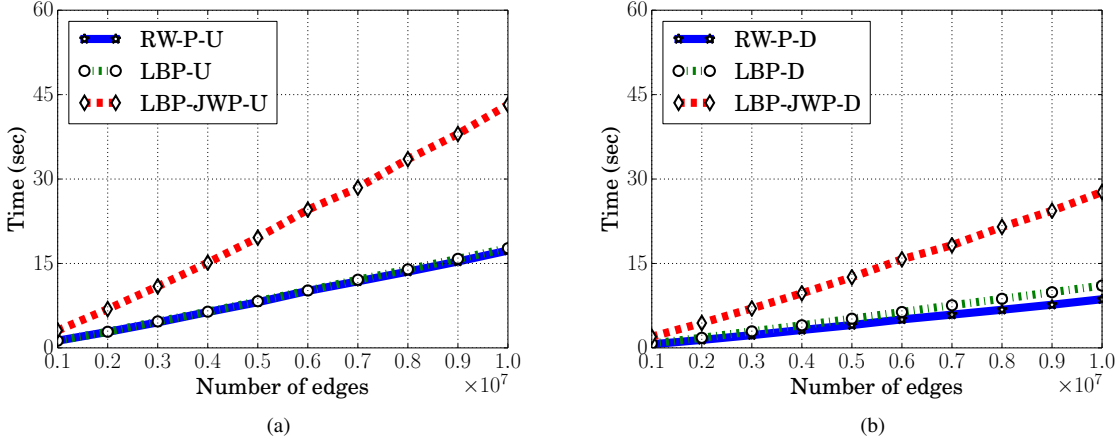 60
45
30
15
0
Time (sec)
RW-P-U
LBP-U
LBP-JWP-U
0.1 0.2 0.3 0.4 0.5 0.6 0.7 0.8 0.9 1.0
Number of edges
×10^7
(a)
60
45
30
15
0
Time (sec)
RW-P-D
LBP-D
LBP-JWP-D
0.1 0.2 0.3 0.4 0.5 0.6 0.7 0.8 0.9 1.0
Number of edges
×10^7
(b)